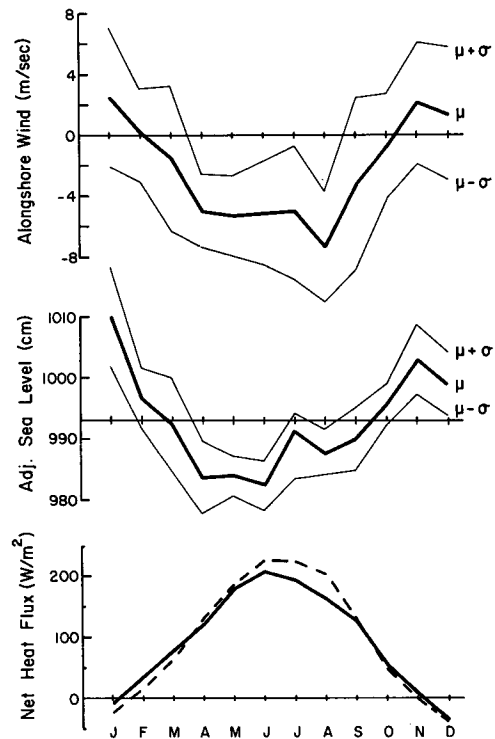 Alongshore Wind (m/sec)
8
4
0
-4
-8
μ+σ
μ
μ-σ
Adj. Sea Level (cm)
1010
1000
990
980
μ+σ
μ
μ-σ
Net Heat Flux (W/m²)
200
100
0
J F M A M J J A S O N D